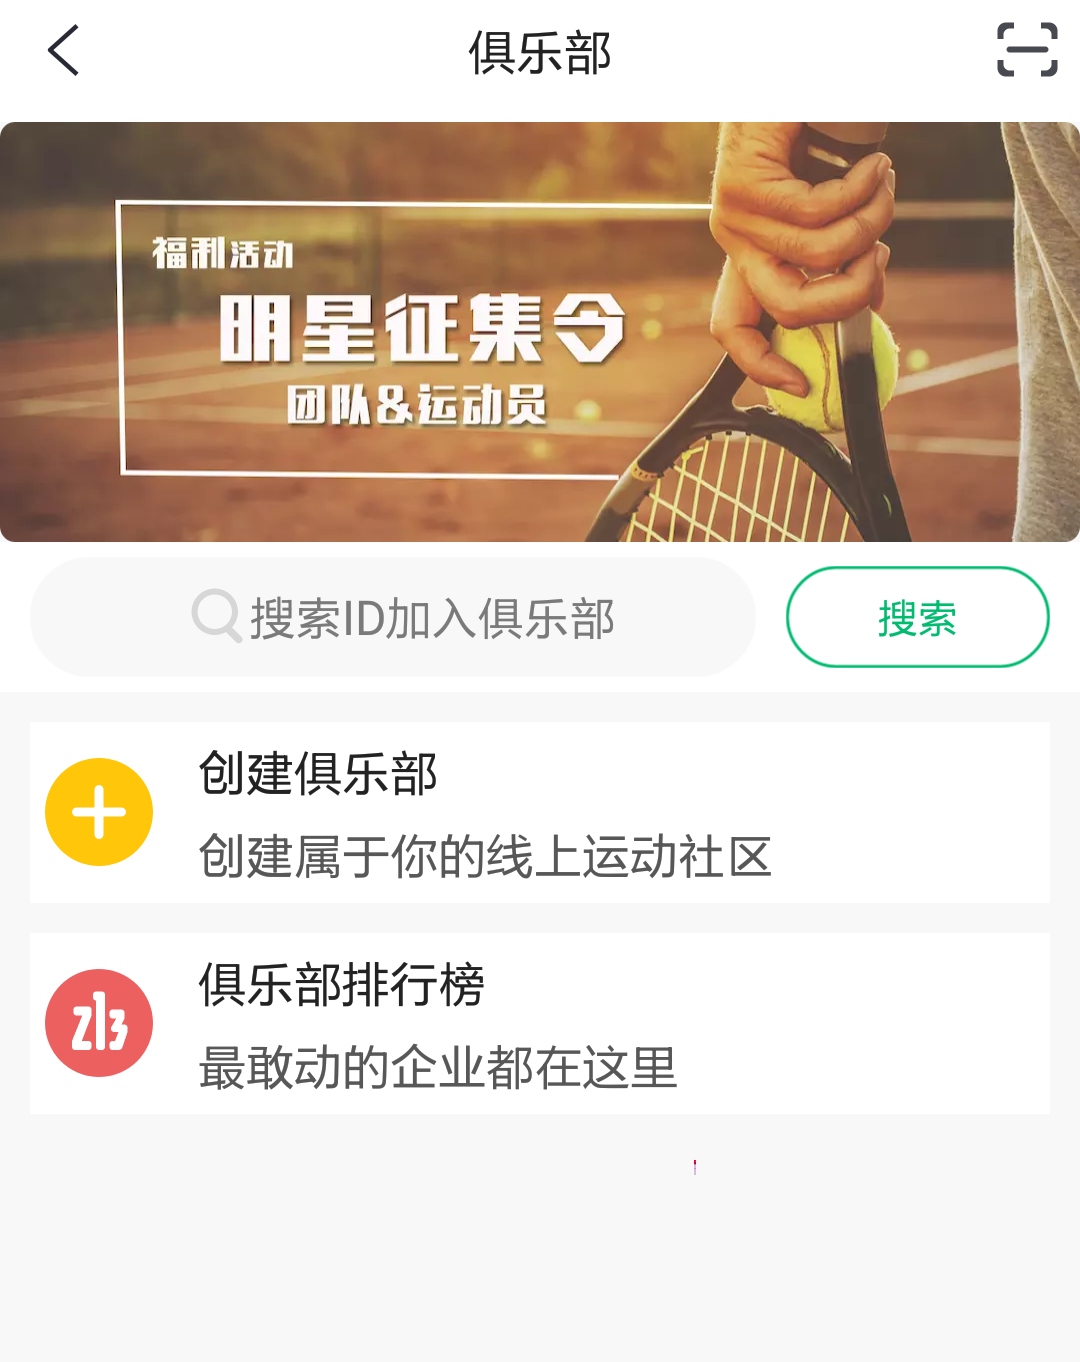 俱乐部
福利活动
明星征集令
团队&运动员
搜索ID加入俱乐部
搜索
创建俱乐部
创建属于你的线上运动社区
213
俱乐部排行榜
最敢动的企业都在这里